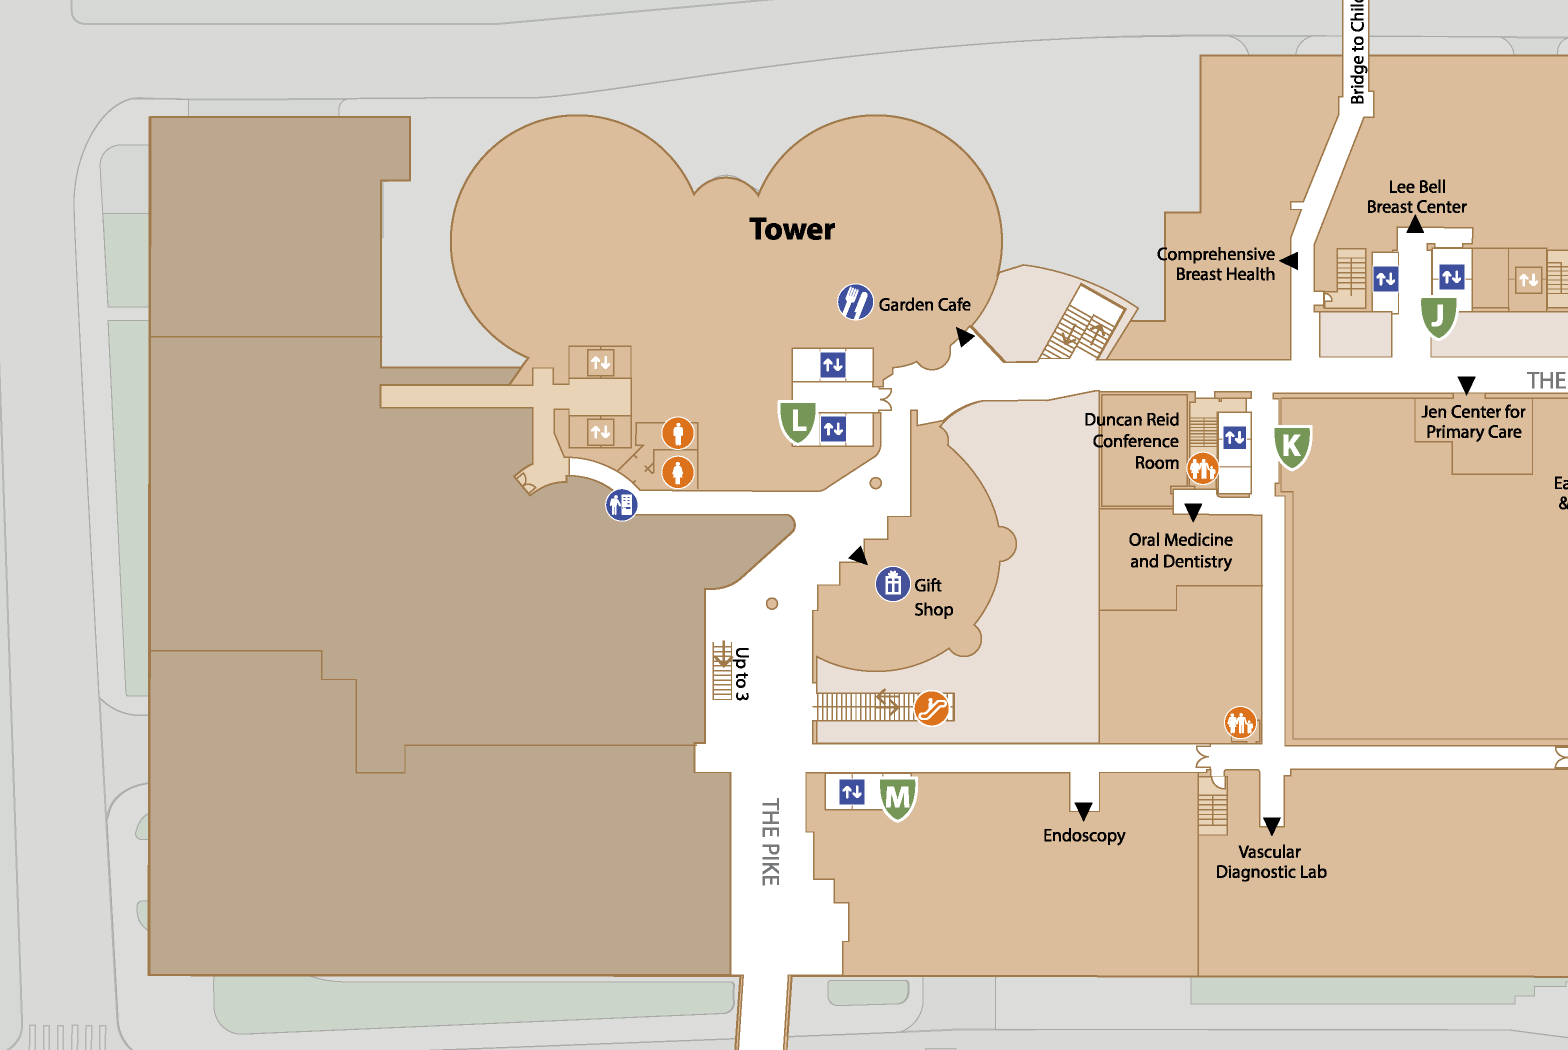 Bridge to Chilc
Lee Bell
Breast Center
Tower
Comprehensive
Breast Health
Garden Cafe
J
THE
L
Duncan Reid
Conference
Room
K
Jen Center for
Primary Care
Ea
&
Oral Medicine
and Dentistry
Gift
Shop
Up to 3
M
THE PIKE
Endoscopy
Vascular
Diagnostic Lab